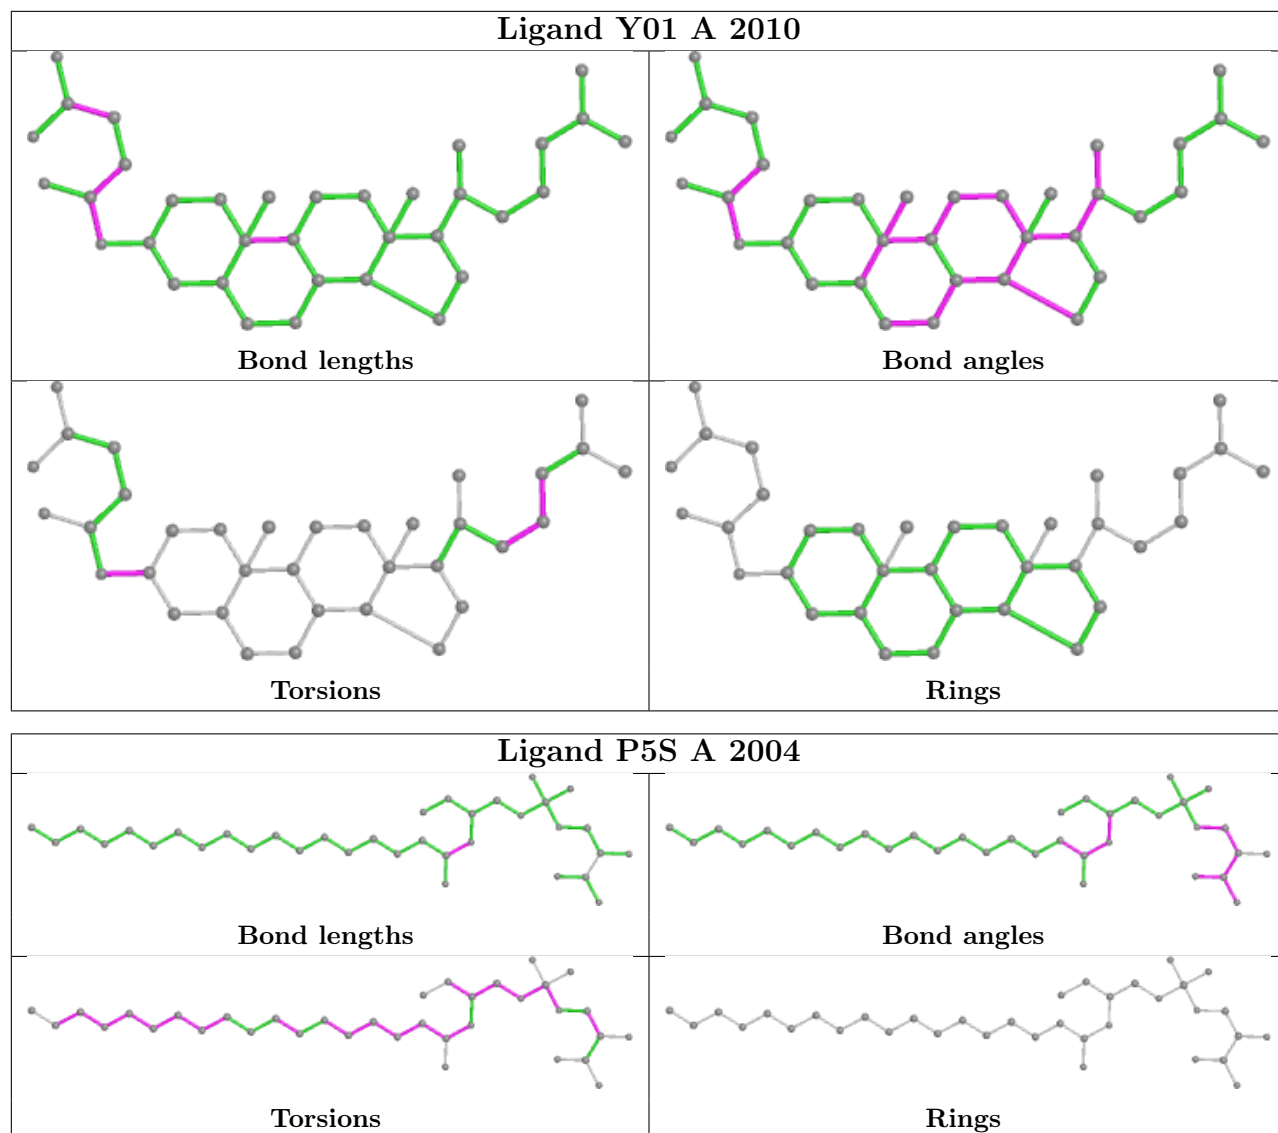 Ligand Y01 A 2010
Bond lengths
Bond angles
Torsions
Rings
Ligand P5S A 2004
Bond lengths
Bond angles
Torsions
Rings